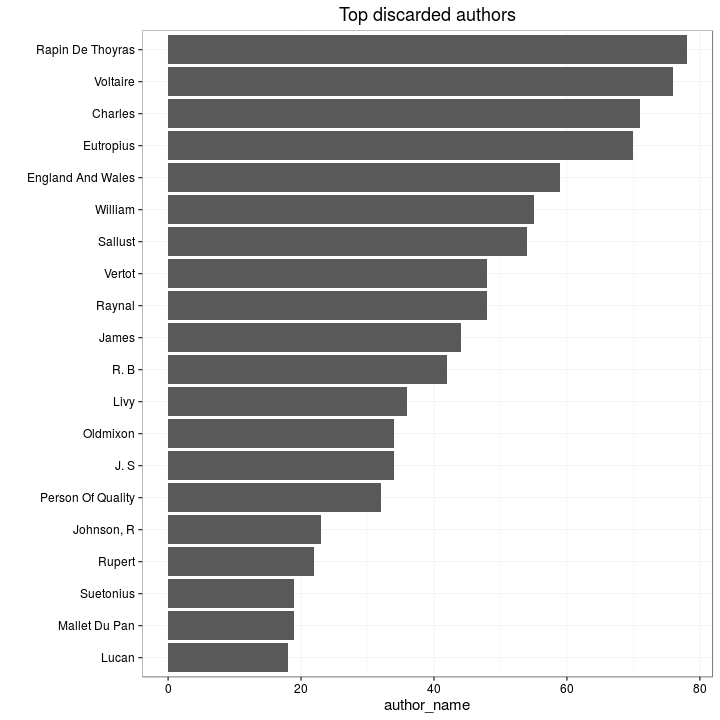 Top discarded authors
Rapin De Thoyras
Voltaire
Charles
Eutropius
England And Wales
William
Sallust
Vertot
Raynal
James
R. B
Livy
Oldmixon
J. S
Person Of Quality
Johnson, R
Rupert
Suetonius
Mallet Du Pan
Lucan
0 20 40 60 80
author_name